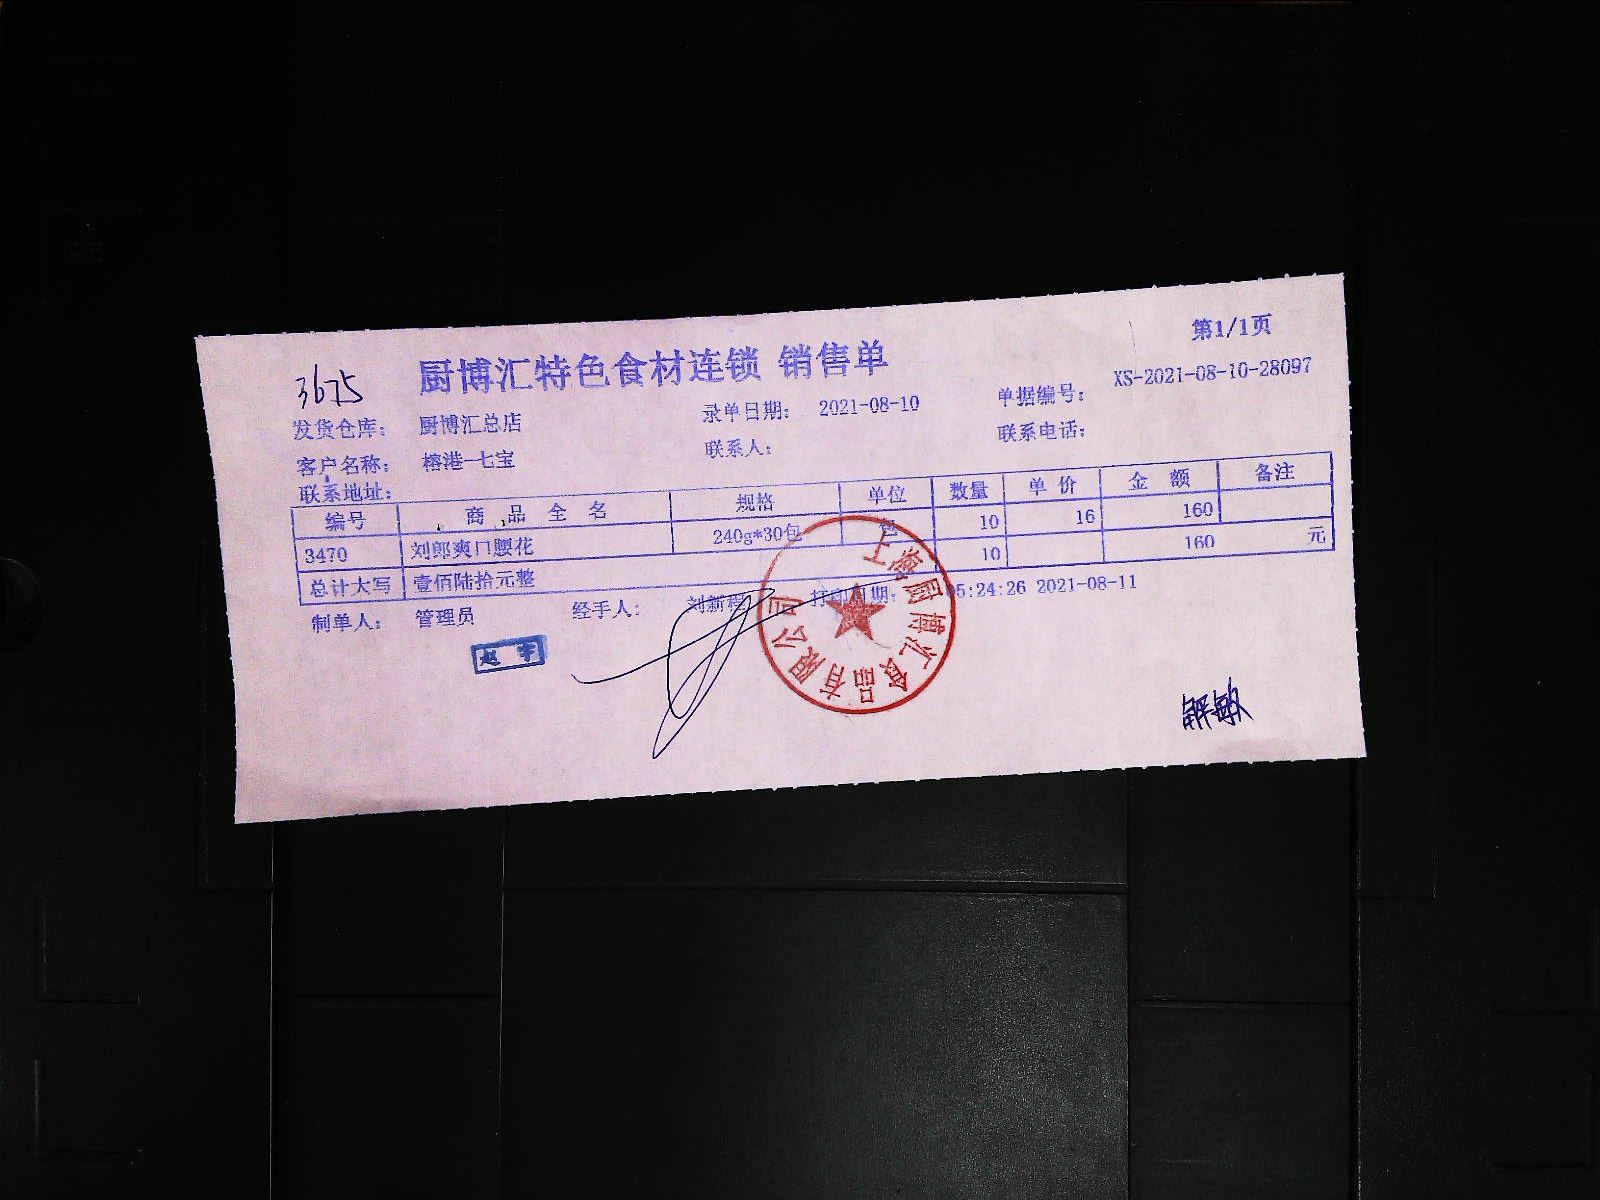 第1/1页
3675
厨博汇特色食材连锁 销售单
发货仓库: 厨博汇总店 录单日期: 2021-08-10 单据编号: XS-2021-08-10-28097
客户名称: 榕港-七宝 联系人: 联系电话:
联系地址:
编号 商品全名 规格 单位 数量 单价 金额 备注
3470 刘郎爽口腰花 240g*30包 10 16 160
总计大写 壹佰陆拾元整 10 160 元
制单人: 管理员 经手人: 刘新程 打印日期: 05:24:26 2021-08-11
上海厨博汇食品有限公司